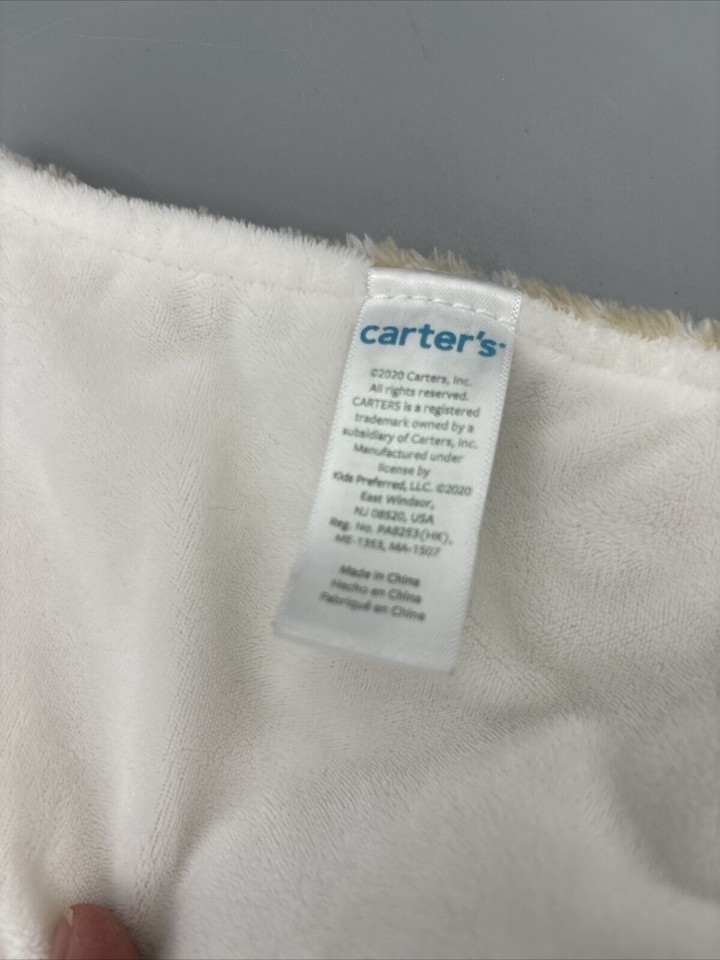 carter's
©2020 Carters, Inc.
All rights reserved.
CARTERS is a registered
trademark owned by a
subsidiary of Carters, Inc.
Manufactured under
license by
Kids Preferred, LLC. ©2020
East Windsor,
NJ 08520, USA
Reg. No. PA8253(HK),
ME-1353, MA-1507
Made in China
Hecho en China
Fabriqué en Chine